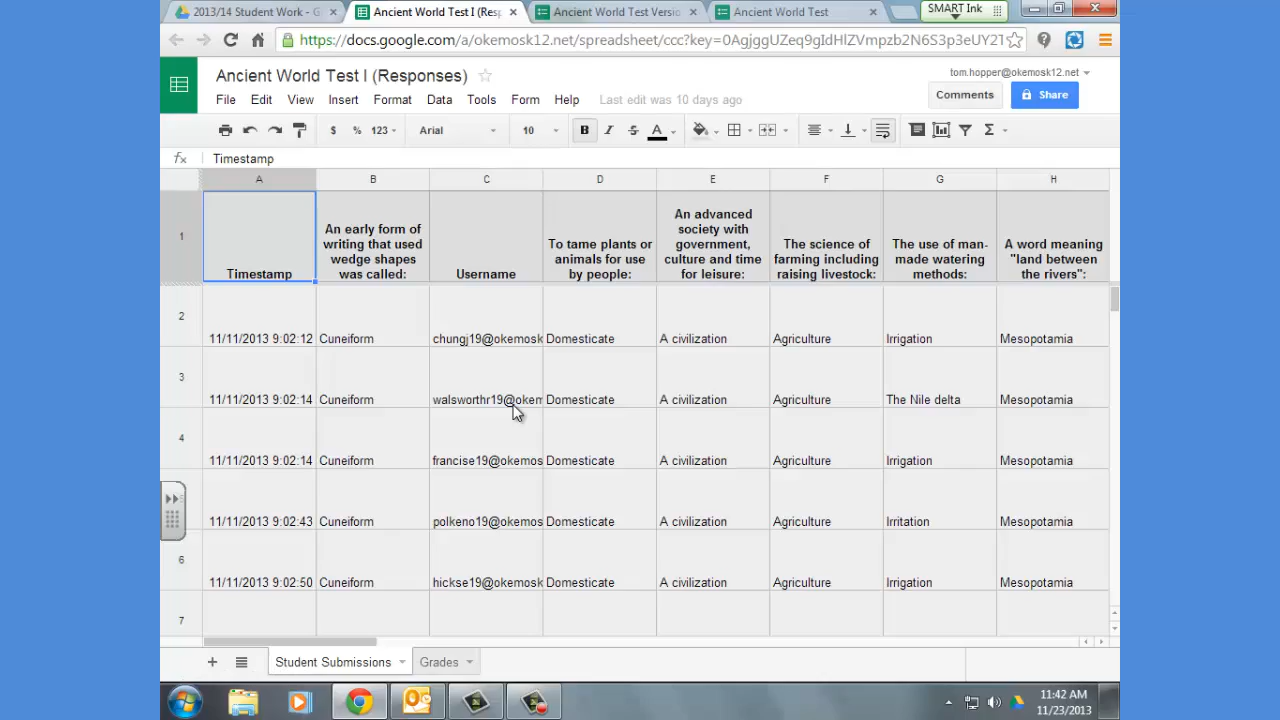 2013/14 Student Work - G
Ancient World Test I (Resp
Ancient World Test Versio
Ancient World Test
SMART Ink
https://docs.google.com/a/okemosk12.net/spreadsheet/ccc?key=0AgjggUZeq9gIdHlZVmpzb2N6S3p3eUY2T
Ancient World Test I (Responses)
tom.hopper@okemosk12.net
File Edit View Insert Format Data Tools Form Help Last edit was 10 days ago
Comments Share
$ % 123 Arial 10 B I S A Σ
fx Timestamp
A B C D E F G H
1
Timestamp
An early form of
writing that used
wedge shapes
was called:
Username
To tame plants or
animals for use
by people:
An advanced
society with
government,
culture and time
for leisure:
The science of
farming including
raising livestock:
The use of man-
made watering
methods:
A word meaning
"land between
the rivers":
2
11/11/2013 9:02:12 Cuneiform chungj19@okemosk Domesticate A civilization Agriculture Irrigation Mesopotamia
3
11/11/2013 9:02:14 Cuneiform walsworthr19@okem Domesticate A civilization Agriculture The Nile delta Mesopotamia
4
11/11/2013 9:02:14 Cuneiform francise19@okemos Domesticate A civilization Agriculture Irrigation Mesopotamia
11/11/2013 9:02:43 Cuneiform polkeno19@okemos Domesticate A civilization Agriculture Irritation Mesopotamia
6
11/11/2013 9:02:50 Cuneiform hickse19@okemosk Domesticate A civilization Agriculture Irrigation Mesopotamia
7
Student Submissions Grades
11:42 AM
11/23/2013